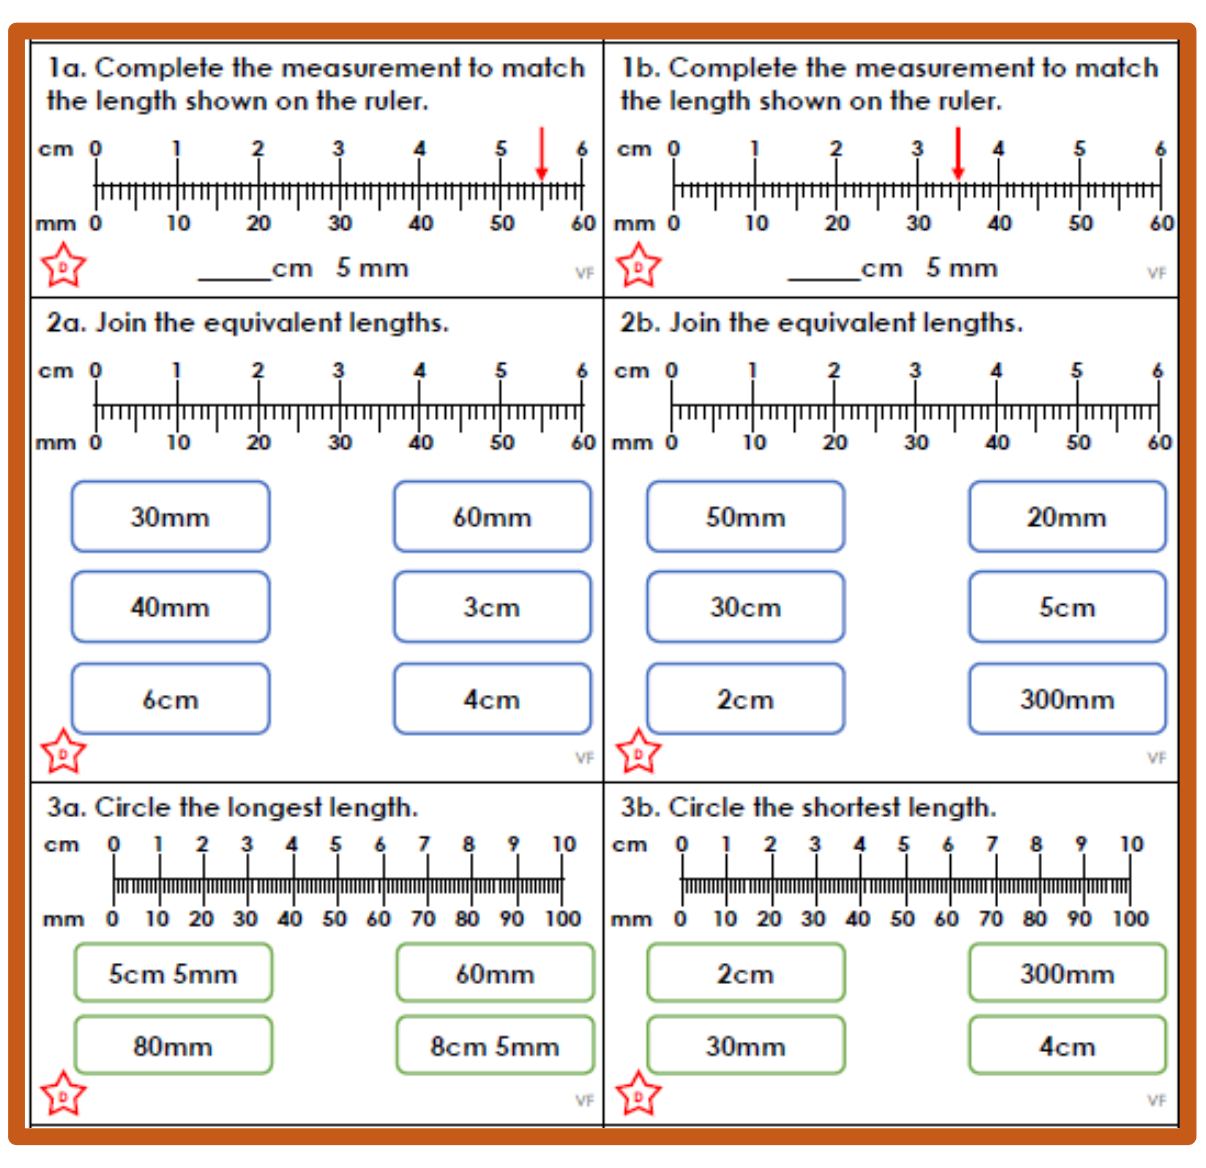 1a. Complete the measurement to match
the length shown on the ruler.
cm 0 1 2 3 4 5 6
mm 0 10 20 30 40 50 60
D
_____cm 5 mm
VF
1b. Complete the measurement to match
the length shown on the ruler.
cm 0 1 2 3 4 5 6
mm 0 10 20 30 40 50 60
D
_____cm 5 mm
VF
2a. Join the equivalent lengths.
cm 0 1 2 3 4 5 6
mm 0 10 20 30 40 50 60
30mm 60mm
40mm 3cm
6cm 4cm
D
VF
2b. Join the equivalent lengths.
cm 0 1 2 3 4 5 6
mm 0 10 20 30 40 50 60
50mm 20mm
30cm 5cm
2cm 300mm
D
VF
3a. Circle the longest length.
cm 0 1 2 3 4 5 6 7 8 9 10
mm 0 10 20 30 40 50 60 70 80 90 100
5cm 5mm 60mm
80mm 8cm 5mm
D
VF
3b. Circle the shortest length.
cm 0 1 2 3 4 5 6 7 8 9 10
mm 0 10 20 30 40 50 60 70 80 90 100
2cm 300mm
30mm 4cm
D
VF